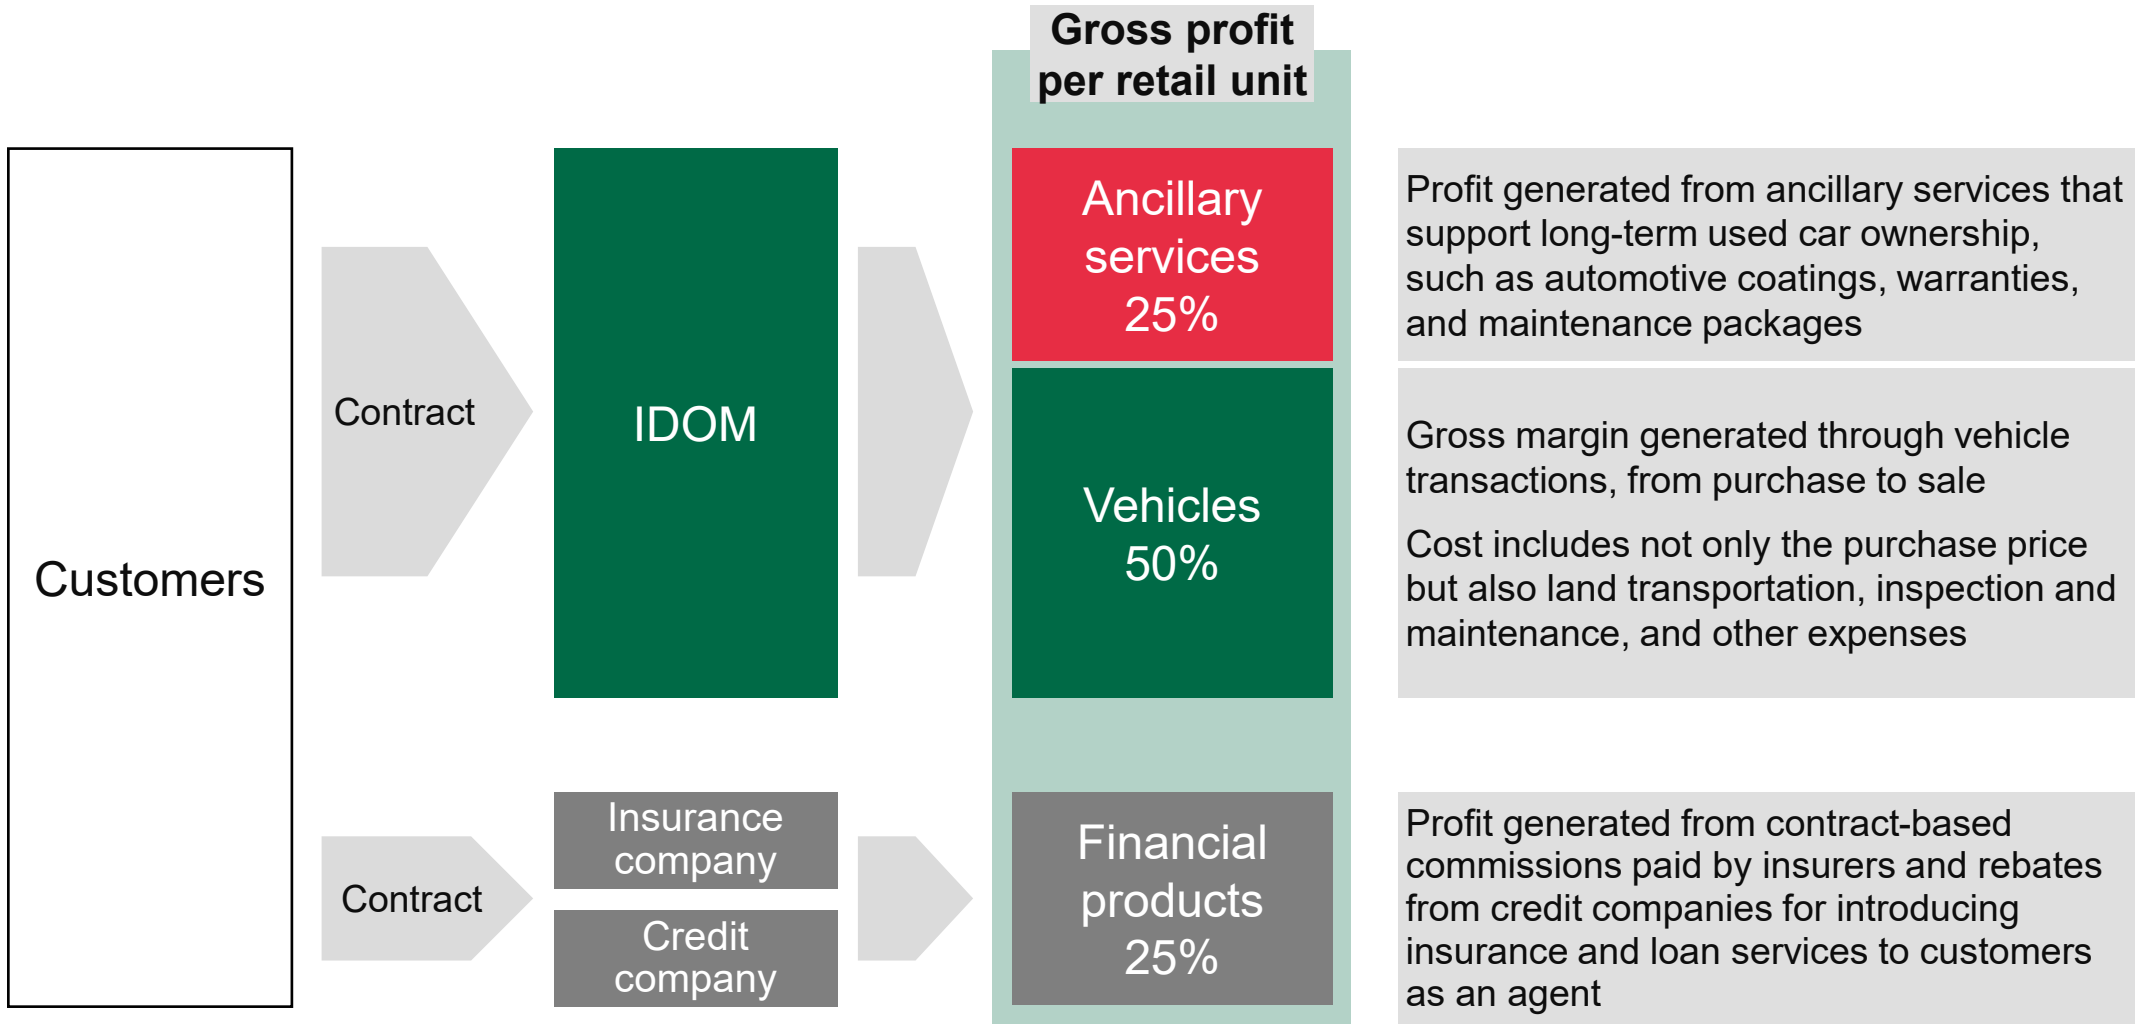 Gross profit
per retail unit
Customers
Contract
IDOM
Ancillary
services
25%
Profit generated from ancillary services that
support long-term used car ownership,
such as automotive coatings, warranties,
and maintenance packages
Vehicles
50%
Gross margin generated through vehicle
transactions, from purchase to sale
Cost includes not only the purchase price
but also land transportation, inspection and
maintenance, and other expenses
Contract
Insurance
company
Credit
company
Financial
products
25%
Profit generated from contract-based
commissions paid by insurers and rebates
from credit companies for introducing
insurance and loan services to customers
as an agent